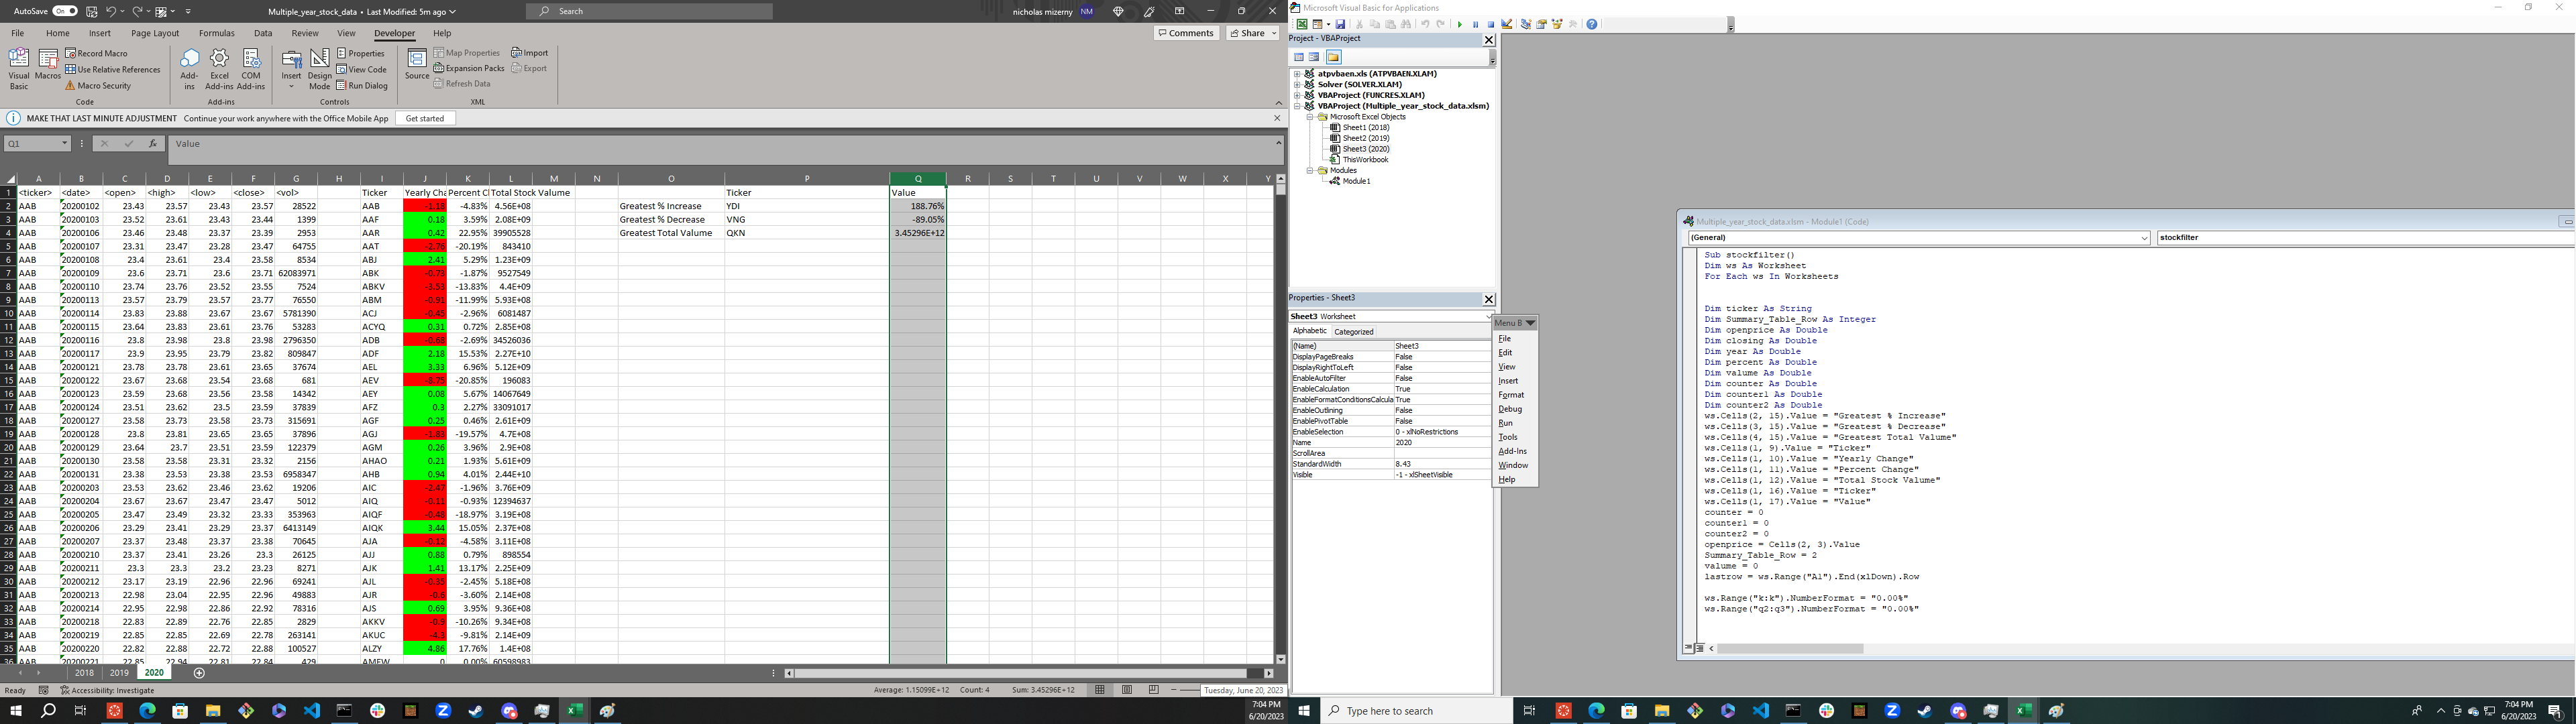 AutoSave On Multiple_year_stock_data • Last Modified: 5m ago Search nicholas mizerny NM
File Home Insert Page Layout Formulas Data Review View Developer Help Comments Share
Visual Basic Macros Record Macro Use Relative References Macro Security Code
Add-ins Excel Add-ins COM Add-ins Add-ins
Insert Design Mode Properties View Code Run Dialog Controls
Source Map Properties Expansion Packs Refresh Data Import Export XML
MAKE THAT LAST MINUTE ADJUSTMENT Continue your work anywhere with the Office Mobile App Get started
Q1 fx Value
A B C D E F G H I J K L M N O P Q R S T U V W X Y
1 <ticker> <date> <open> <high> <low> <close> <vol> Ticker Yearly Cha Percent Cl Total Stock Valume Ticker Value
2 AAB 20200102 23.43 23.57 23.43 23.57 28522 AAB -1.18 -4.83% 4.56E+08 Greatest % Increase YDI 188.76%
3 AAB 20200103 23.52 23.61 23.43 23.44 1399 AAF 0.18 3.59% 2.08E+09 Greatest % Decrease VNG -89.05%
4 AAB 20200106 23.46 23.48 23.37 23.39 2953 AAR 0.42 22.95% 39905528 Greatest Total Valume QKN 3.45296E+12
5 AAB 20200107 23.31 23.47 23.28 23.47 64755 AAT -2.76 -20.19% 843410
6 AAB 20200108 23.4 23.61 23.4 23.58 8534 ABJ 2.41 5.29% 1.23E+09
7 AAB 20200109 23.6 23.71 23.6 23.71 62083971 ABK -0.73 -1.87% 9527549
8 AAB 20200110 23.74 23.76 23.52 23.55 7524 ABKV -3.53 -13.83% 4.4E+09
9 AAB 20200113 23.57 23.79 23.57 23.77 76550 ABM -0.91 -11.99% 5.93E+08
10 AAB 20200114 23.83 23.88 23.67 23.67 5781390 ACJ -0.45 -2.96% 6081487
11 AAB 20200115 23.64 23.83 23.61 23.76 53283 ACYQ 0.31 0.72% 2.85E+08
12 AAB 20200116 23.8 23.98 23.8 23.98 2796350 ADB -0.68 -2.69% 34526036
13 AAB 20200117 23.9 23.95 23.79 23.82 809847 ADF 2.18 15.53% 2.27E+10
14 AAB 20200121 23.78 23.78 23.61 23.65 37674 AEL 3.33 6.96% 5.12E+09
15 AAB 20200122 23.67 23.68 23.54 23.68 681 AEV -8.75 -20.85% 196083
16 AAB 20200123 23.59 23.68 23.56 23.58 14342 AEY 0.08 5.67% 14067649
17 AAB 20200124 23.51 23.62 23.5 23.59 37839 AFZ 0.3 2.27% 33091017
18 AAB 20200127 23.58 23.73 23.58 23.73 315691 AGF 0.25 0.46% 2.61E+09
19 AAB 20200128 23.8 23.81 23.65 23.65 37896 AGJ -1.83 -19.57% 4.7E+08
20 AAB 20200129 23.64 23.7 23.51 23.59 122379 AGM 0.26 3.96% 2.9E+08
21 AAB 20200130 23.58 23.58 23.31 23.32 2156 AHAO 0.21 1.93% 5.61E+09
22 AAB 20200131 23.38 23.53 23.38 23.53 6958347 AHB 0.94 4.01% 2.44E+10
23 AAB 20200203 23.53 23.62 23.46 23.62 19206 AIC -2.47 -1.96% 3.76E+09
24 AAB 20200204 23.67 23.67 23.47 23.47 5012 AIQ -0.11 -0.93% 12394637
25 AAB 20200205 23.47 23.49 23.32 23.33 353963 AIQF -0.48 -18.97% 3.19E+08
26 AAB 20200206 23.29 23.41 23.29 23.37 6413149 AIQK 3.44 15.05% 2.37E+08
27 AAB 20200207 23.37 23.48 23.37 23.38 70645 AJA -0.12 -4.58% 3.11E+08
28 AAB 20200210 23.37 23.41 23.26 23.3 26125 AJJ 0.88 0.79% 898554
29 AAB 20200211 23.3 23.3 23.2 23.23 8271 AJK 1.41 13.17% 2.25E+09
30 AAB 20200212 23.17 23.19 22.96 22.96 69241 AJL -0.35 -2.45% 5.18E+08
31 AAB 20200213 22.98 23.04 22.95 22.96 49883 AJR -0.6 -3.60% 2.14E+08
32 AAB 20200214 22.95 22.98 22.86 22.92 78316 AJS 0.69 3.95% 9.36E+08
33 AAB 20200218 22.83 22.89 22.76 22.85 2829 AKKV -0.9 -10.26% 9.34E+08
34 AAB 20200219 22.85 22.85 22.69 22.78 263141 AKUC -4.3 -9.81% 2.14E+09
35 AAB 20200220 22.82 22.88 22.72 22.88 100527 ALZY 4.86 17.76% 1.4E+08
36 AAB 20200221 22.85 22.94 22.81 22.84 429 AMEW 0 0.00% 60598983
2018 2019 2020
Ready Accessibility: Investigate Average: 1.15099E+12 Count: 4 Sum: 3.45296E+12 Tuesday, June 20, 2023
7:04 PM
6/20/2023
Microsoft Visual Basic for Applications
Project - VBAProject
atpvbaen.xls (ATPVBAEN.XLAM)
Solver (SOLVER.XLAM)
VBAProject (FUNCRES.XLAM)
VBAProject (Multiple_year_stock_data.xlsm)
Microsoft Excel Objects
Sheet1 (2018)
Sheet2 (2019)
Sheet3 (2020)
ThisWorkbook
Modules
Module1
Properties - Sheet3
Sheet3 Worksheet
Alphabetic Categorized
(Name) Sheet3
DisplayPageBreaks False
DisplayRightToLeft False
EnableAutoFilter False
EnableCalculation True
EnableFormatConditionsCalcula True
EnableOutlining False
EnablePivotTable False
EnableSelection 0 - xlNoRestrictions
Name 2020
ScrollArea
StandardWidth 8.43
Visible -1 - xlSheetVisible
Menu B
File
Edit
View
Insert
Format
Debug
Run
Tools
Add-Ins
Window
Help
Multiple_year_stock_data.xlsm - Module1 (Code)
(General) stockfilter
Sub stockfilter()
Dim ws As Worksheet
For Each ws In Worksheets
Dim ticker As String
Dim Summary_Table_Row As Integer
Dim openprice As Double
Dim closing As Double
Dim year As Double
Dim percent As Double
Dim valume As Double
Dim counter As Double
Dim counter1 As Double
Dim counter2 As Double
ws.Cells(2, 15).Value = "Greatest % Increase"
ws.Cells(3, 15).Value = "Greatest % Decrease"
ws.Cells(4, 15).Value = "Greatest Total Valume"
ws.Cells(1, 9).Value = "Ticker"
ws.Cells(1, 10).Value = "Yearly Change"
ws.Cells(1, 11).Value = "Percent Change"
ws.Cells(1, 12).Value = "Total Stock Valume"
ws.Cells(1, 16).Value = "Ticker"
ws.Cells(1, 17).Value = "Value"
counter = 0
counter1 = 0
counter2 = 0
openprice = Cells(2, 3).Value
Summary_Table_Row = 2
valume = 0
lastrow = ws.Range("A1").End(xlDown).Row
ws.Range("k:k").NumberFormat = "0.00%"
ws.Range("q2:q3").NumberFormat = "0.00%"
Type here to search
7:04 PM
6/20/2023